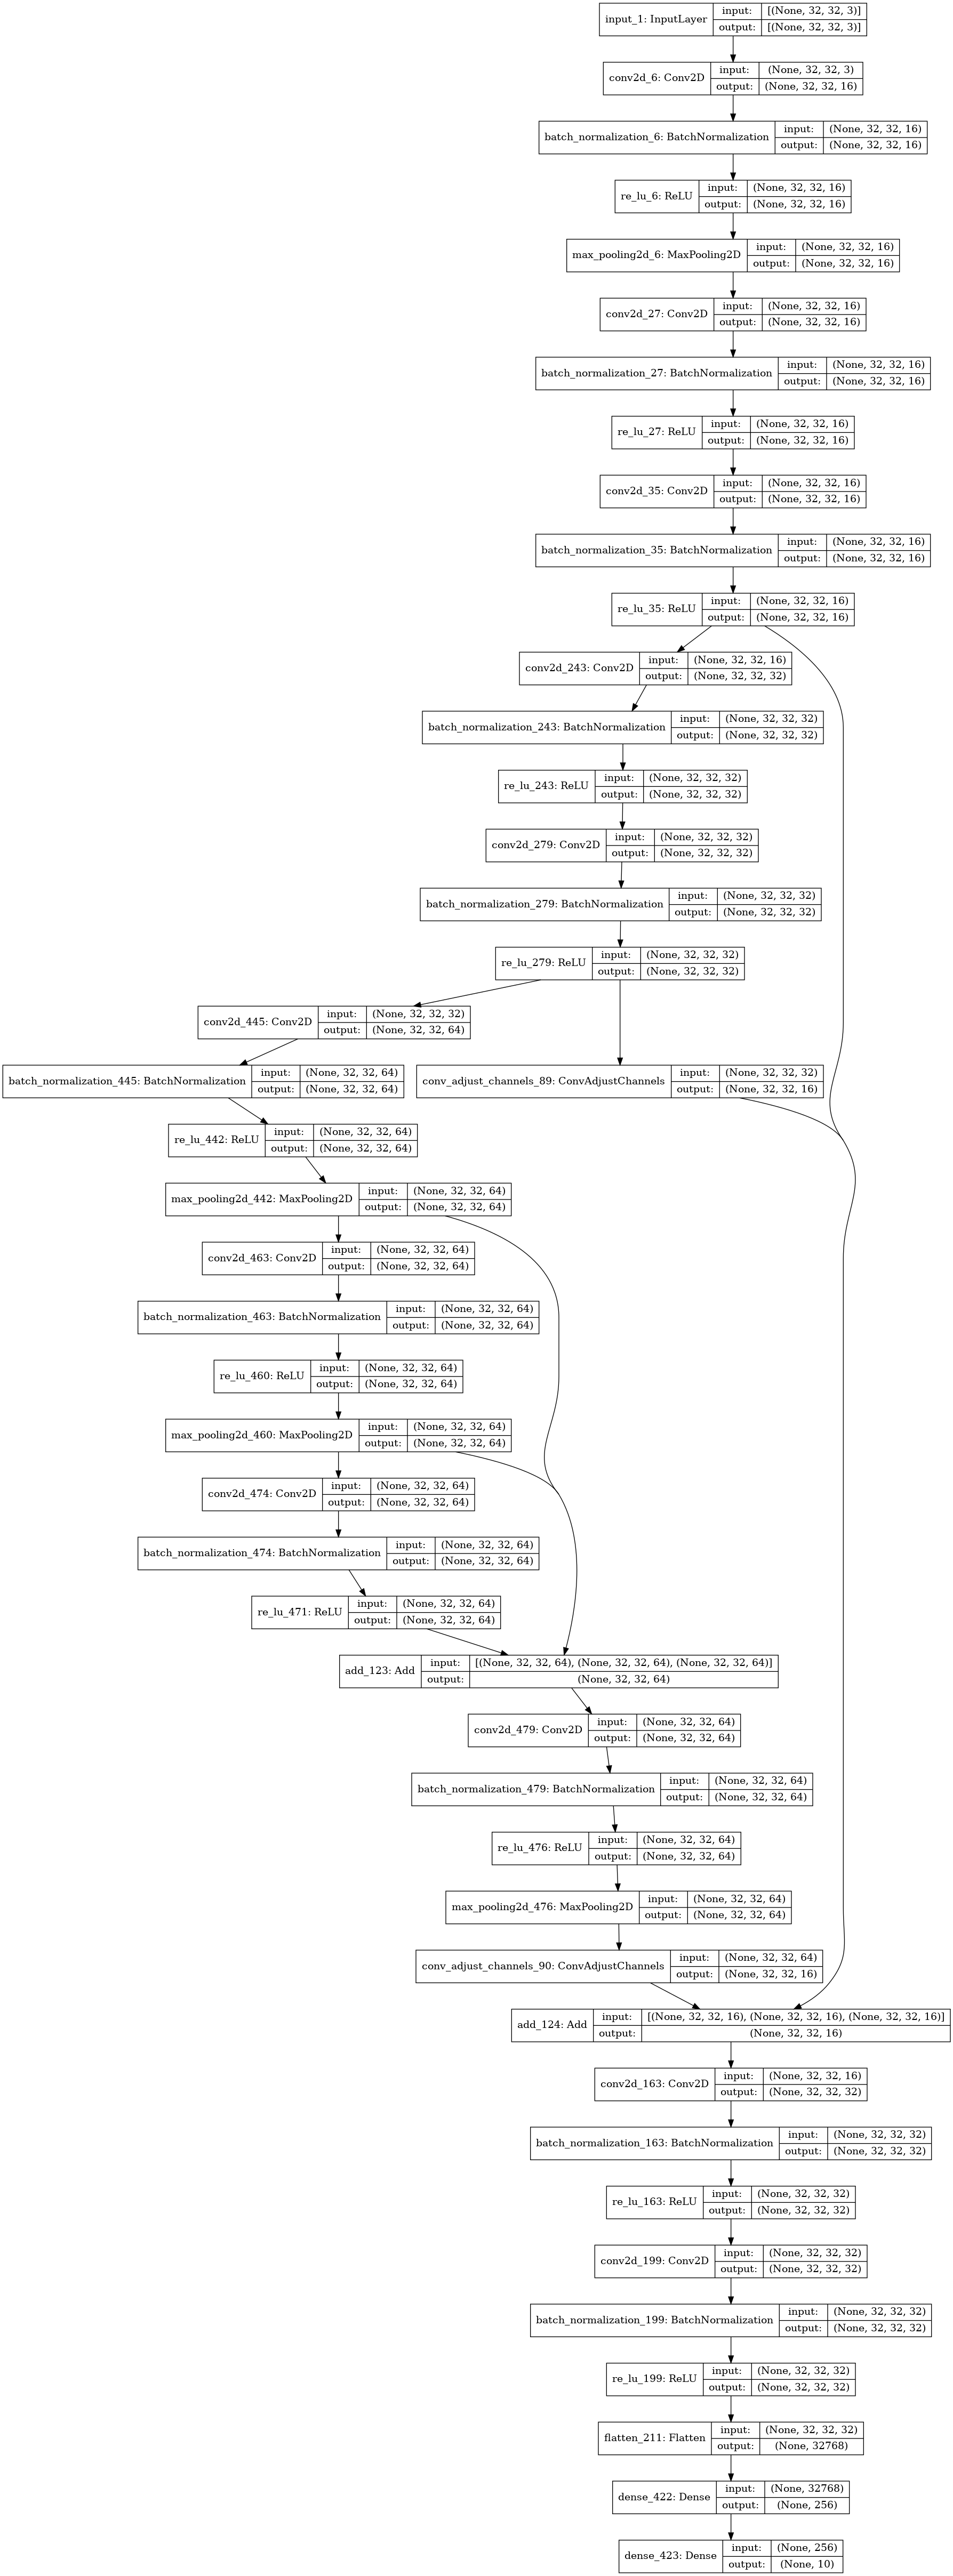 input_1: InputLayer
input: [(None, 32, 32, 3)]
output: [(None, 32, 32, 3)]
conv2d_6: Conv2D
input: (None, 32, 32, 3)
output: (None, 32, 32, 16)
batch_normalization_6: BatchNormalization
input: (None, 32, 32, 16)
output: (None, 32, 32, 16)
re_lu_6: ReLU
input: (None, 32, 32, 16)
output: (None, 32, 32, 16)
max_pooling2d_6: MaxPooling2D
input: (None, 32, 32, 16)
output: (None, 32, 32, 16)
conv2d_27: Conv2D
input: (None, 32, 32, 16)
output: (None, 32, 32, 16)
batch_normalization_27: BatchNormalization
input: (None, 32, 32, 16)
output: (None, 32, 32, 16)
re_lu_27: ReLU
input: (None, 32, 32, 16)
output: (None, 32, 32, 16)
conv2d_35: Conv2D
input: (None, 32, 32, 16)
output: (None, 32, 32, 16)
batch_normalization_35: BatchNormalization
input: (None, 32, 32, 16)
output: (None, 32, 32, 16)
re_lu_35: ReLU
input: (None, 32, 32, 16)
output: (None, 32, 32, 16)
conv2d_243: Conv2D
input: (None, 32, 32, 16)
output: (None, 32, 32, 32)
batch_normalization_243: BatchNormalization
input: (None, 32, 32, 32)
output: (None, 32, 32, 32)
re_lu_243: ReLU
input: (None, 32, 32, 32)
output: (None, 32, 32, 32)
conv2d_279: Conv2D
input: (None, 32, 32, 32)
output: (None, 32, 32, 32)
batch_normalization_279: BatchNormalization
input: (None, 32, 32, 32)
output: (None, 32, 32, 32)
re_lu_279: ReLU
input: (None, 32, 32, 32)
output: (None, 32, 32, 32)
conv2d_445: Conv2D
input: (None, 32, 32, 32)
output: (None, 32, 32, 64)
batch_normalization_445: BatchNormalization
input: (None, 32, 32, 64)
output: (None, 32, 32, 64)
conv_adjust_channels_89: ConvAdjustChannels
input: (None, 32, 32, 32)
output: (None, 32, 32, 16)
re_lu_442: ReLU
input: (None, 32, 32, 64)
output: (None, 32, 32, 64)
max_pooling2d_442: MaxPooling2D
input: (None, 32, 32, 64)
output: (None, 32, 32, 64)
conv2d_463: Conv2D
input: (None, 32, 32, 64)
output: (None, 32, 32, 64)
batch_normalization_463: BatchNormalization
input: (None, 32, 32, 64)
output: (None, 32, 32, 64)
re_lu_460: ReLU
input: (None, 32, 32, 64)
output: (None, 32, 32, 64)
max_pooling2d_460: MaxPooling2D
input: (None, 32, 32, 64)
output: (None, 32, 32, 64)
conv2d_474: Conv2D
input: (None, 32, 32, 64)
output: (None, 32, 32, 64)
batch_normalization_474: BatchNormalization
input: (None, 32, 32, 64)
output: (None, 32, 32, 64)
re_lu_471: ReLU
input: (None, 32, 32, 64)
output: (None, 32, 32, 64)
add_123: Add
input: [(None, 32, 32, 64), (None, 32, 32, 64), (None, 32, 32, 64)]
output: (None, 32, 32, 64)
conv2d_479: Conv2D
input: (None, 32, 32, 64)
output: (None, 32, 32, 64)
batch_normalization_479: BatchNormalization
input: (None, 32, 32, 64)
output: (None, 32, 32, 64)
re_lu_476: ReLU
input: (None, 32, 32, 64)
output: (None, 32, 32, 64)
max_pooling2d_476: MaxPooling2D
input: (None, 32, 32, 64)
output: (None, 32, 32, 64)
conv_adjust_channels_90: ConvAdjustChannels
input: (None, 32, 32, 64)
output: (None, 32, 32, 16)
add_124: Add
input: [(None, 32, 32, 16), (None, 32, 32, 16), (None, 32, 32, 16)]
output: (None, 32, 32, 16)
conv2d_163: Conv2D
input: (None, 32, 32, 16)
output: (None, 32, 32, 32)
batch_normalization_163: BatchNormalization
input: (None, 32, 32, 32)
output: (None, 32, 32, 32)
re_lu_163: ReLU
input: (None, 32, 32, 32)
output: (None, 32, 32, 32)
conv2d_199: Conv2D
input: (None, 32, 32, 32)
output: (None, 32, 32, 32)
batch_normalization_199: BatchNormalization
input: (None, 32, 32, 32)
output: (None, 32, 32, 32)
re_lu_199: ReLU
input: (None, 32, 32, 32)
output: (None, 32, 32, 32)
flatten_211: Flatten
input: (None, 32, 32, 32)
output: (None, 32768)
dense_422: Dense
input: (None, 32768)
output: (None, 256)
dense_423: Dense
input: (None, 256)
output: (None, 10)